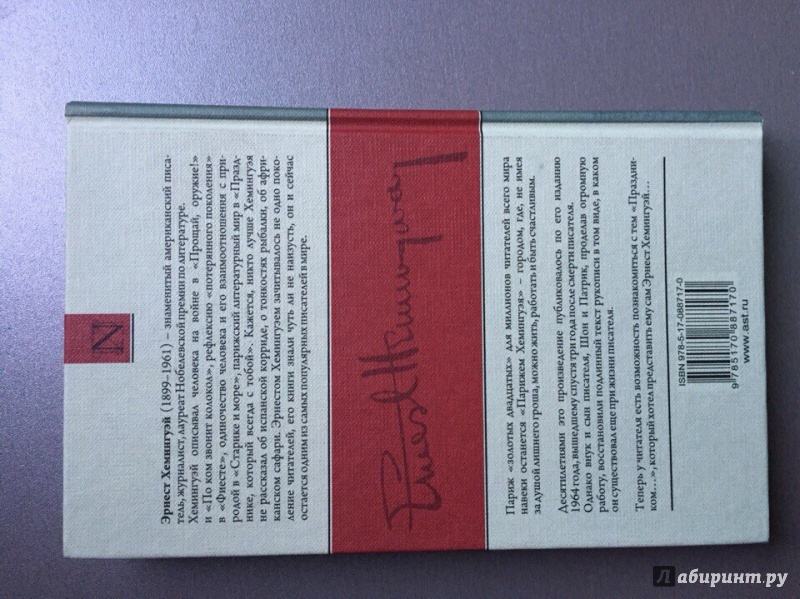 N
Эрнест Хемингуэй (1899–1961) – знаменитый американский писа-
тель, журналист, лауреат Нобелевской премии по литературе.
Хемингуэй описывал человека на войне в «Прощай, оружие!»
и «По ком звонит колокол», рефлексию «потерянного поколения»
в «Фиесте», одиночество человека и его взаимоотношения с при-
родой в «Старике и море», парижский литературный мир в «Празд-
нике, который всегда с тобой». Кажется, никто лучше Хемингуэя
не рассказал об испанской корриде, о тонкостях рыбалки, об афри-
канском сафари. Эрнестом Хемингуэем зачитывалось не одно поко-
ление читателей, его книги знали чуть ли не наизусть, он и сейчас
остается одним из самых популярных писателей в мире.
Ernest Hemingway
Париж «золотых двадцатых» для миллионов читателей всего мира
навеки останется «Парижем Хемингуэя» – городом, где, не имея
за душой лишнего гроша, можно жить, работать и быть счастливым.
Десятилетиями это произведение публиковалось по его изданию
1964 года, вышедшему спустя три года после смерти писателя.
Однако внук и сын писателя, Шон и Патрик, проделав огромную
работу, восстановили подлинный текст рукописи в том виде, в каком
он существовал еще при жизни писателя.
Теперь у читателя есть возможность познакомиться с тем «Праздни-
ком…», который хотел представить ему сам Эрнест Хемингуэй…
ISBN 978-5-17-088717-0
9 785170 887170
www.ast.ru
Лабиринт.ру